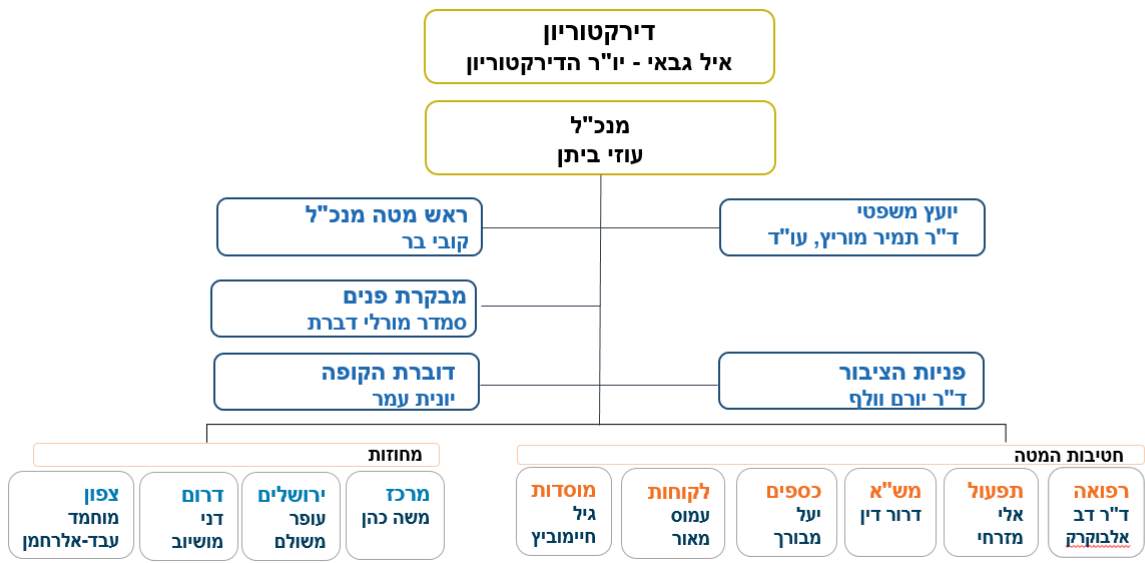 דירקטוריון
איל גבאי - יו"ר הדירקטוריון
מנכ"ל
עוזי ביתן
יועץ משפטי
ד"ר תמיר מוריץ, עו"ד
ראש מטה מנכ"ל
קובי בר
מבקרת פנים
סמדר מורלי דברת
פניות הציבור
ד"ר יורם וולף
דוברת הקופה
יונית עמר
חטיבות המטה
רפואה
ד"ר דב
אלבוקרק
תפעול
אלי
מזרחי
מש"א
דרור דין
כספים
יעל
מבורך
לקוחות
עמוס
מאור
מוסדות
גיל
חיימוביץ
מחוזות
מרכז
משה כהן
ירושלים
עופר
משולם
דרום
דני
מושיוב
צפון
מוחמד
עבד-אלרחמן